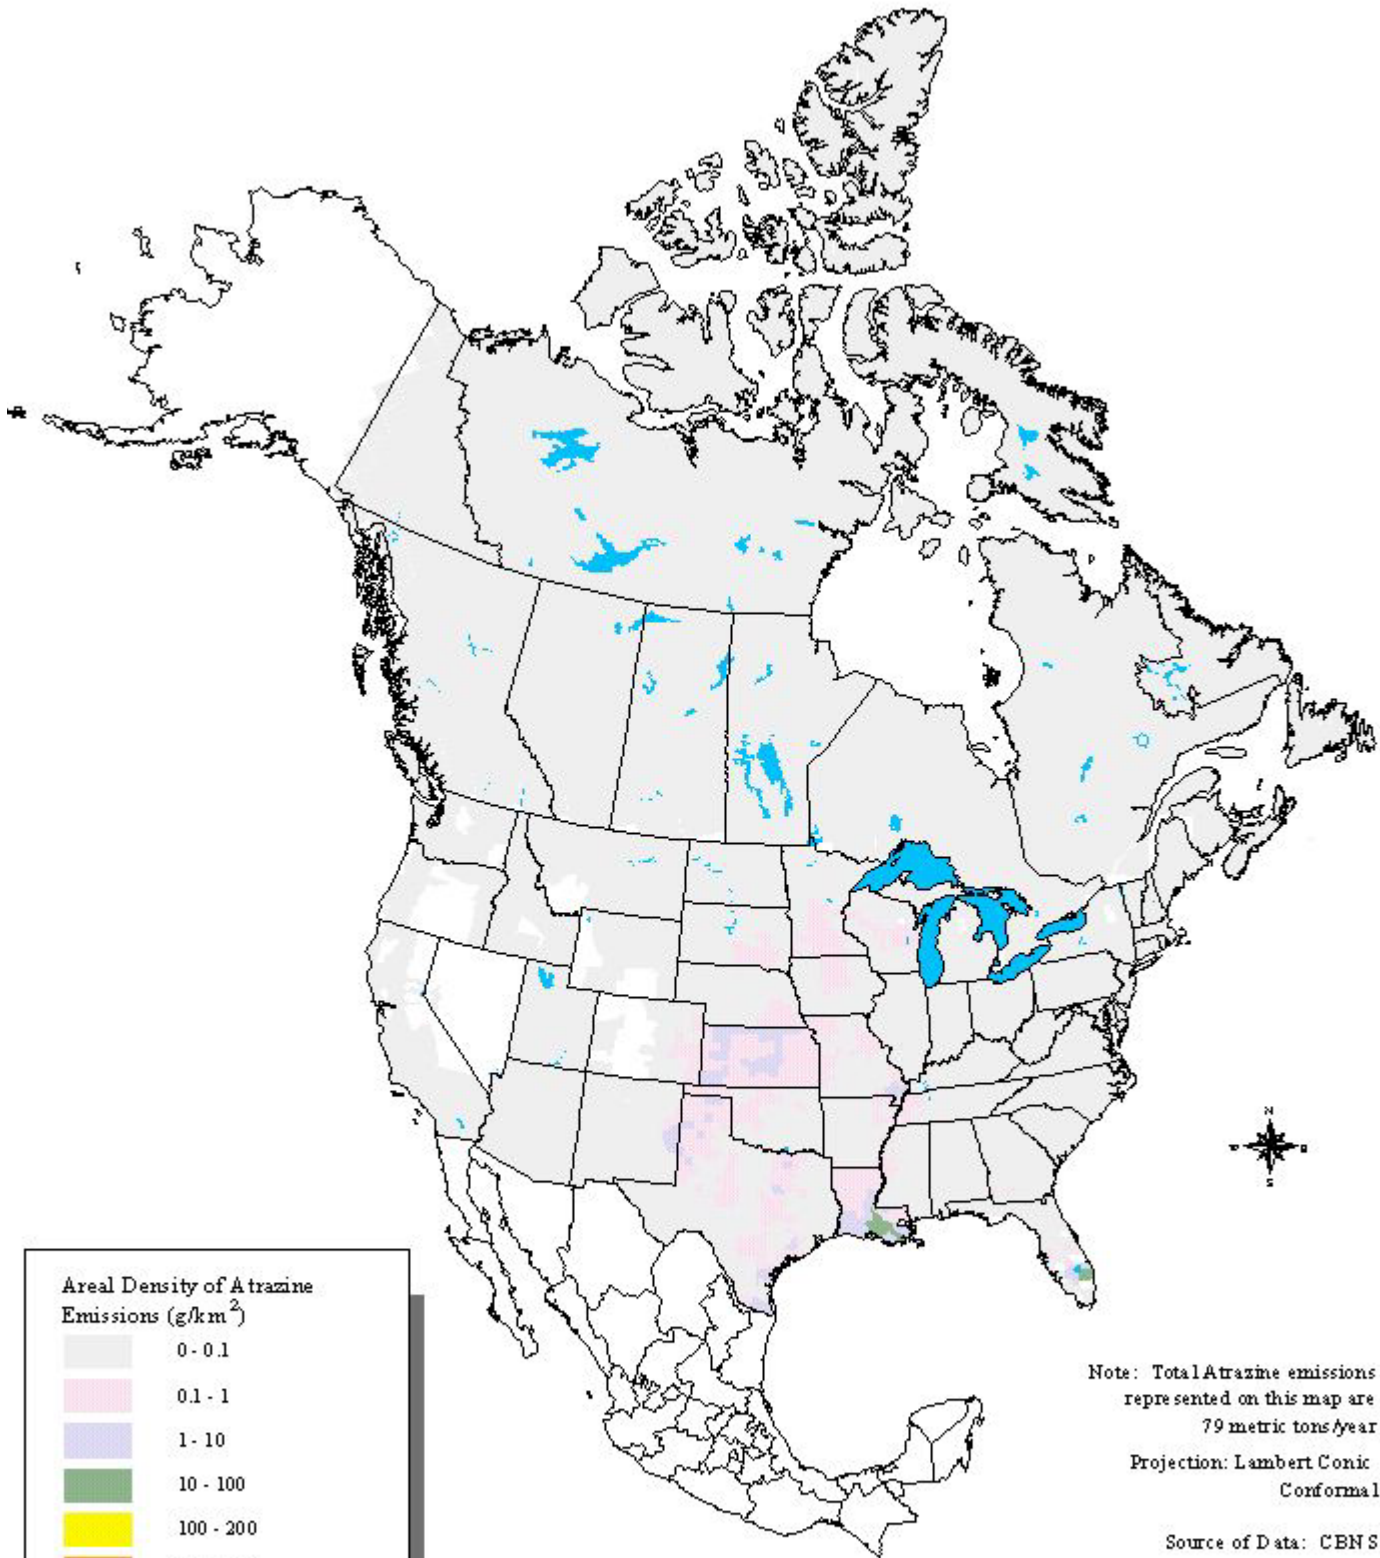 N
S
Areal Density of Atrazine
Emissions (g/km2)
0 - 0.1
0.1 - 1
1 - 10
10 - 100
100 - 200
Note: Total Atrazine emissions
represented on this map are
79 metric tons/year
Projection: Lambert Conic
Conformal
Source of Data: CBNS